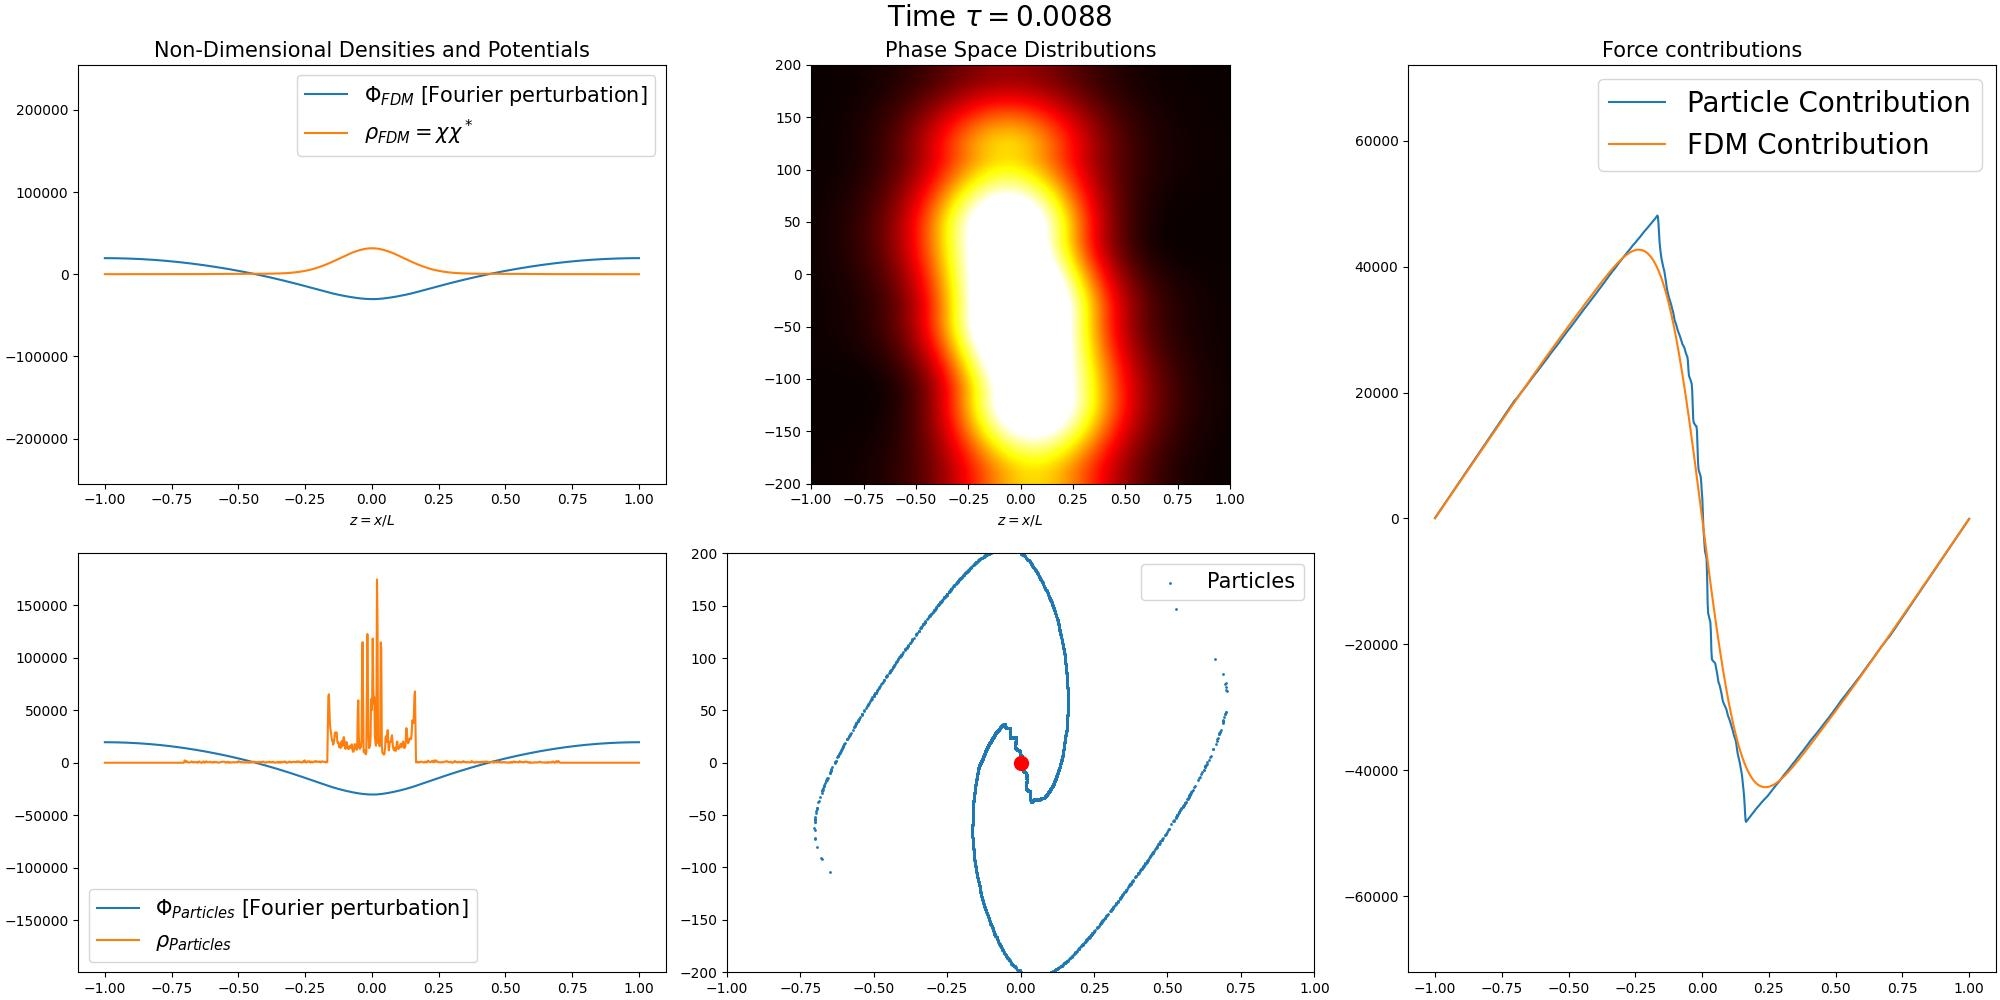 Time τ = 0.0088
Non-Dimensional Densities and Potentials
Φ_FDM [Fourier perturbation]
ρ_FDM = χχ*
200000
100000
0
−100000
−200000
−1.00 −0.75 −0.50 −0.25 0.00 0.25 0.50 0.75 1.00
z = x/L
Phase Space Distributions
200
150
100
50
0
−50
−100
−150
−200
−1.00 −0.75 −0.50 −0.25 0.00 0.25 0.50 0.75 1.00
z = x/L
Force contributions
Particle Contribution
FDM Contribution
60000
40000
20000
0
−20000
−40000
−60000
−1.00 −0.75 −0.50 −0.25 0.00 0.25 0.50 0.75 1.00
150000
100000
50000
0
−50000
−100000
−150000
Φ_Particles [Fourier perturbation]
ρ_Particles
−1.00 −0.75 −0.50 −0.25 0.00 0.25 0.50 0.75 1.00
Particles
200
150
100
50
0
−50
−100
−150
−200
−1.00 −0.75 −0.50 −0.25 0.00 0.25 0.50 0.75 1.00